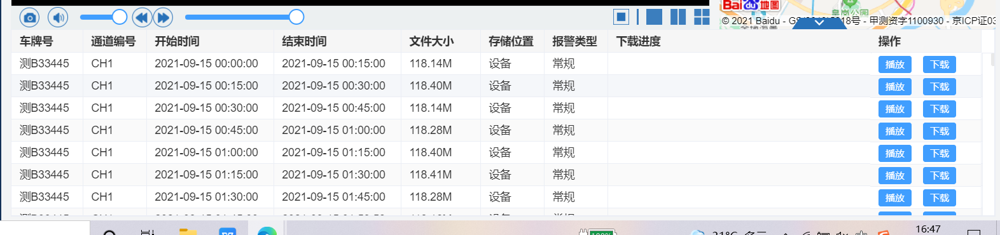 Bai du 地图
皇岗公园
© 2021 Baidu - GS 18号 - 甲测资字1100930 - 京ICP证03
车牌号 通道编号 开始时间 结束时间 文件大小 存储位置 报警类型 下载进度 操作
测B33445 CH1 2021-09-15 00:00:00 2021-09-15 00:15:00 118.14M 设备 常规 播放 下载
测B33445 CH1 2021-09-15 00:15:00 2021-09-15 00:30:00 118.40M 设备 常规 播放 下载
测B33445 CH1 2021-09-15 00:30:00 2021-09-15 00:45:00 118.14M 设备 常规 播放 下载
测B33445 CH1 2021-09-15 00:45:00 2021-09-15 01:00:00 118.28M 设备 常规 播放 下载
测B33445 CH1 2021-09-15 01:00:00 2021-09-15 01:15:00 118.40M 设备 常规 播放 下载
测B33445 CH1 2021-09-15 01:15:00 2021-09-15 01:30:00 118.41M 设备 常规 播放 下载
测B33445 CH1 2021-09-15 01:30:00 2021-09-15 01:45:00 118.28M 设备 常规 播放 下载
100%
16:47